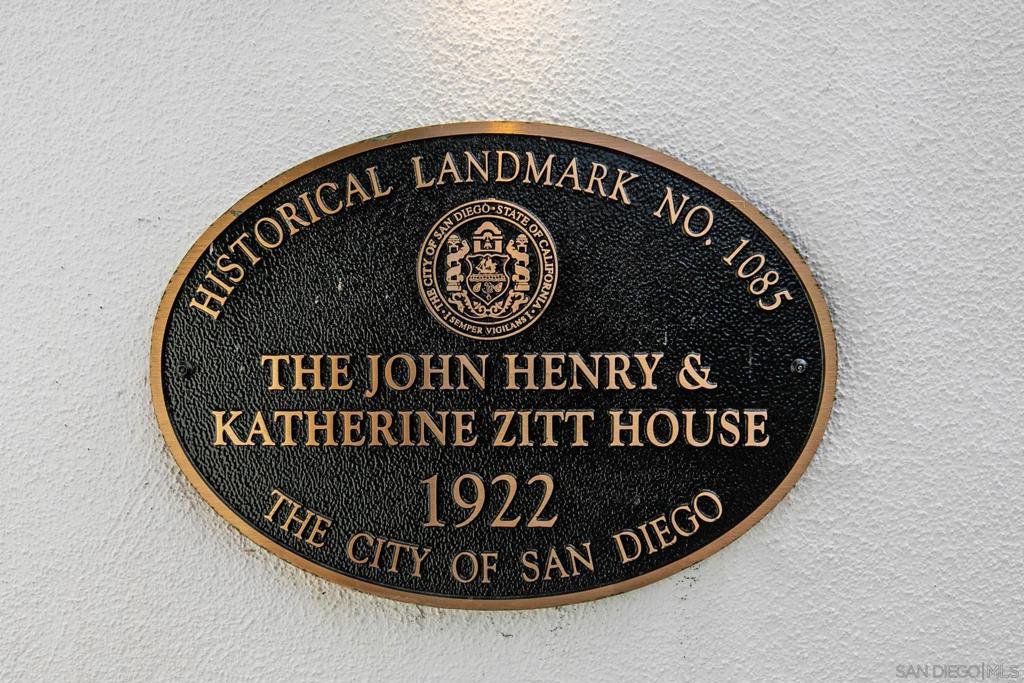 HISTORICAL LANDMARK NO. 1085
THE CITY OF SAN DIEGO • STATE OF CALIFORNIA
SEMPER VIGILANS
THE JOHN HENRY &
KATHERINE ZITT HOUSE
1922
THE CITY OF SAN DIEGO
SAN DIEGO|MLS